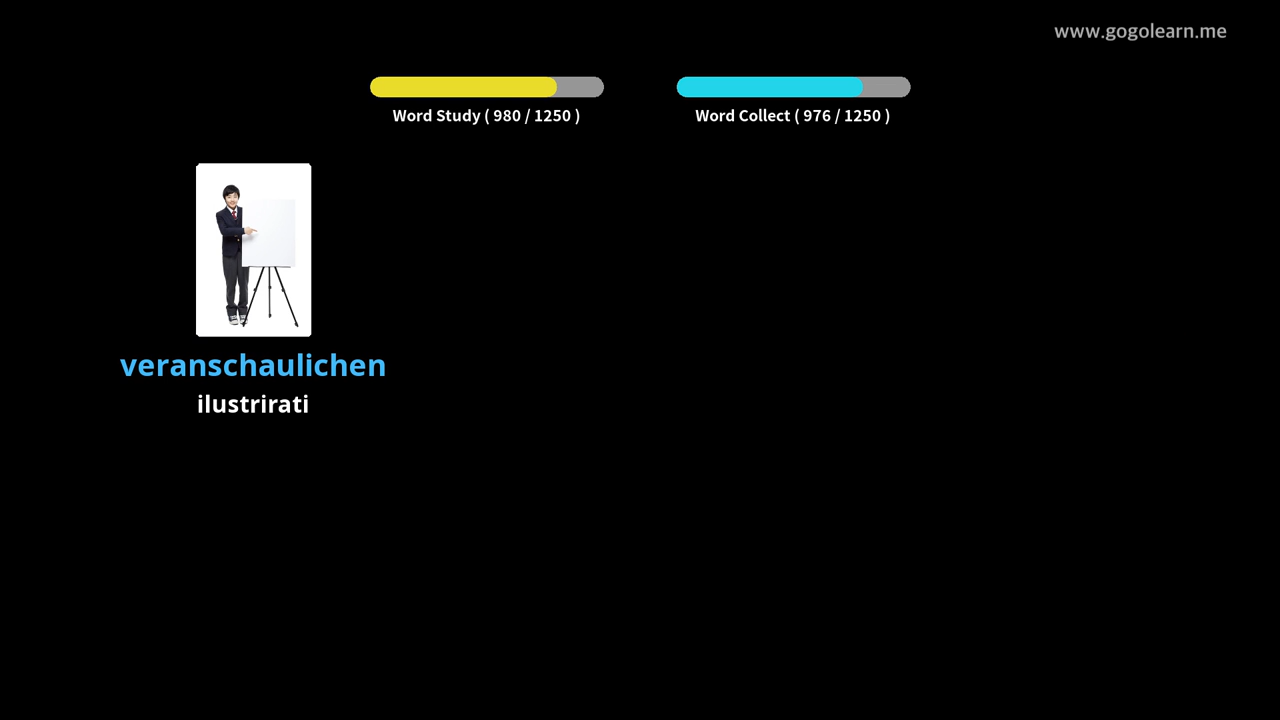 www.gogolearn.me
Word Study ( 980 / 1250 )
Word Collect ( 976 / 1250 )
veranschaulichen
ilustrirati